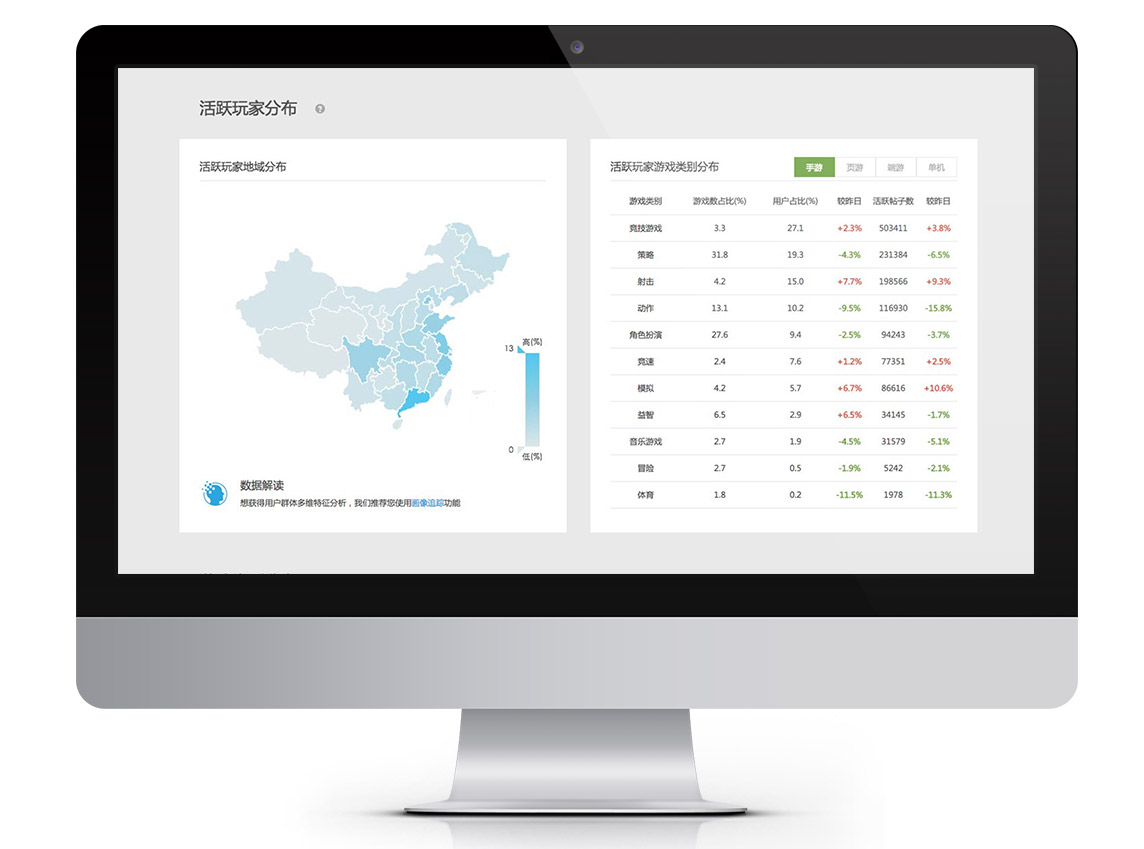 活跃玩家分布 ?
活跃玩家地域分布
13 高(%)
0 低(%)
数据解读
想获得用户群体多维特征分析，我们推荐您使用画像追踪功能
活跃玩家游戏类别分布 手游 页游 端游 单机
游戏类别 游戏数占比(%) 用户占比(%) 较昨日 活跃帖子数 较昨日
竞技游戏 3.3 27.1 +2.3% 503411 +3.8%
策略 31.8 19.3 -4.3% 231384 -6.5%
射击 4.2 15.0 +7.7% 198566 +9.3%
动作 13.1 10.2 -9.5% 116930 -15.8%
角色扮演 27.6 9.4 -2.5% 94243 -3.7%
竞速 2.4 7.6 +1.2% 77351 +2.5%
模拟 4.2 5.7 +6.7% 86616 +10.6%
益智 6.5 2.9 +6.5% 34145 -1.7%
音乐游戏 2.7 1.9 -4.5% 31579 -5.1%
冒险 2.7 0.5 -1.9% 5242 -2.1%
体育 1.8 0.2 -11.5% 1978 -11.3%